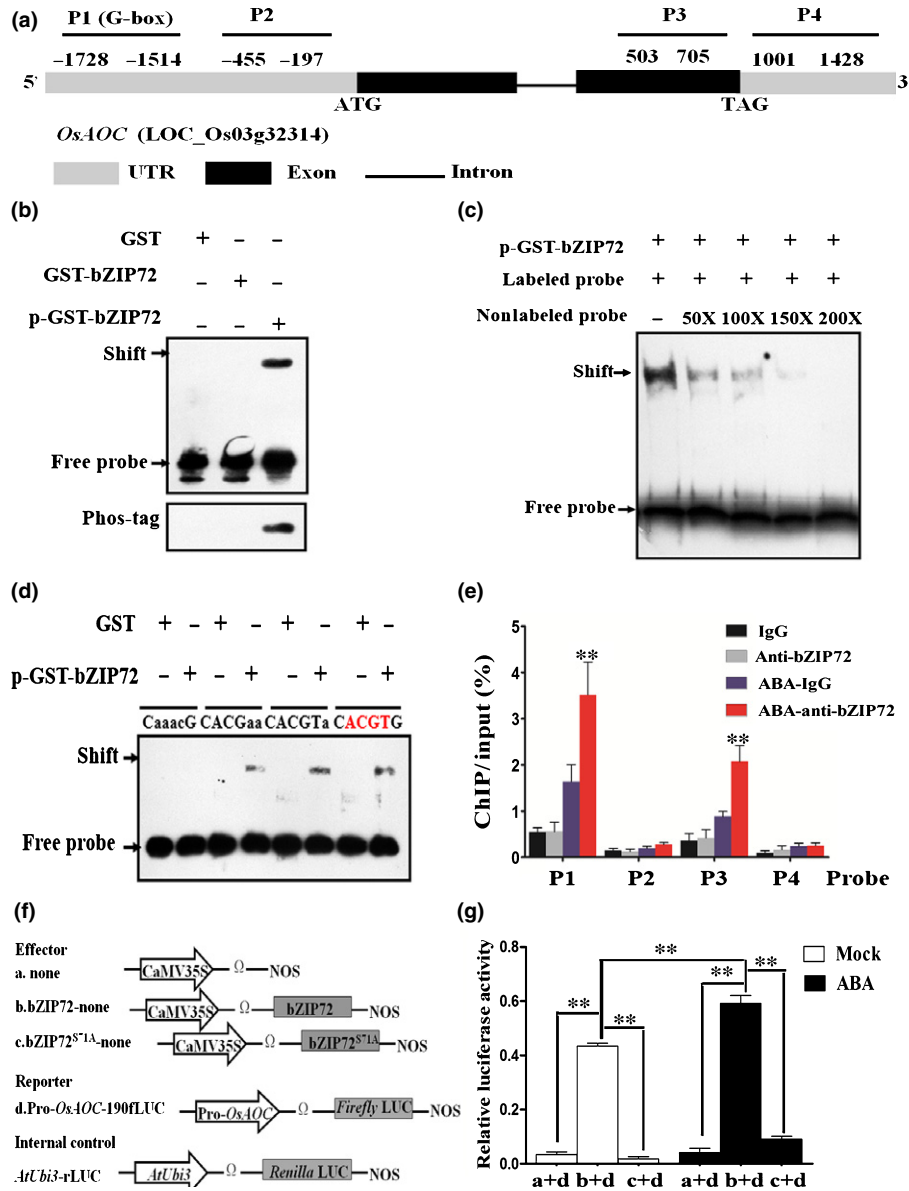 (a)
P1 (G-box) P2 P3 P4
–1728 –1514 –455 –197 503 705 1001 1428
5` 3
ATG TAG
OsAOC (LOC_Os03g32314)
UTR Exon Intron
(b)
GST + – –
GST-bZIP72 – + –
p-GST-bZIP72 – – +
Shift
Free probe
Phos-tag
(c)
p-GST-bZIP72 + + + + +
Labeled probe + + + + +
Nonlabeled probe – 50X 100X 150X 200X
Shift
Free probe
(d)
GST + – + – + – + –
p-GST-bZIP72 – + – + – + – +
CaaacG CACGaa CACGTa CACGTG
Shift
Free probe
(e)
ChIP/input (%)
5
4
3
2
1
0
** **
IgG
Anti-bZIP72
ABA-IgG
ABA-anti-bZIP72
P1 P2 P3 P4 Probe
(f)
Effector
a. none CaMV35S Ω NOS
b.bZIP72-none CaMV35S Ω bZIP72 NOS
c.bZIP72S71A-none CaMV35S Ω bZIP72S71A NOS
Reporter
d.Pro-OsAOC-190fLUC Pro-OsAOC Ω Firefly LUC NOS
Internal control
AtUbi3-rLUC AtUbi3 Ω Renilla LUC NOS
(g)
Relative luciferase activity
0.8
0.6
0.4
0.2
0.0
**
** **
** **
Mock
ABA
a+d b+d c+d a+d b+d c+d